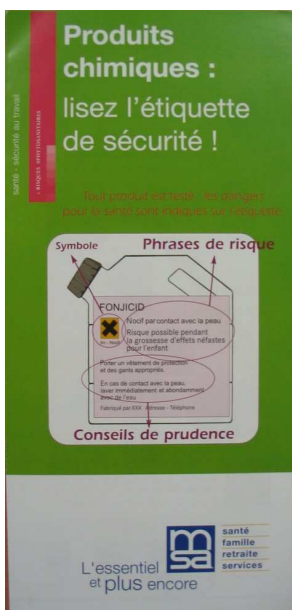 Produits
chimiques :
lisez l'étiquette
de sécurité !
santé - sécurité au travail
RISQUES PHYTOSANITAIRES
Tout produit est testé : les dangers
pour la santé sont indiqués sur l'étiquette
Symbole
Phrases de risque
FONJICID
Nocif par contact avec la peau
Risque possible pendant
la grossesse d'effets néfastes
pour l'enfant
Xn - Nocif
Porter un vêtement de protection
et des gants appropriés.
En cas de contact avec la peau,
laver immédiatement et abondamment
avec de l'eau
Fabriqué par XXX Adresse - Téléphone
Conseils de prudence
L'essentiel
et plus encore
msa
santé
famille
retraite
services